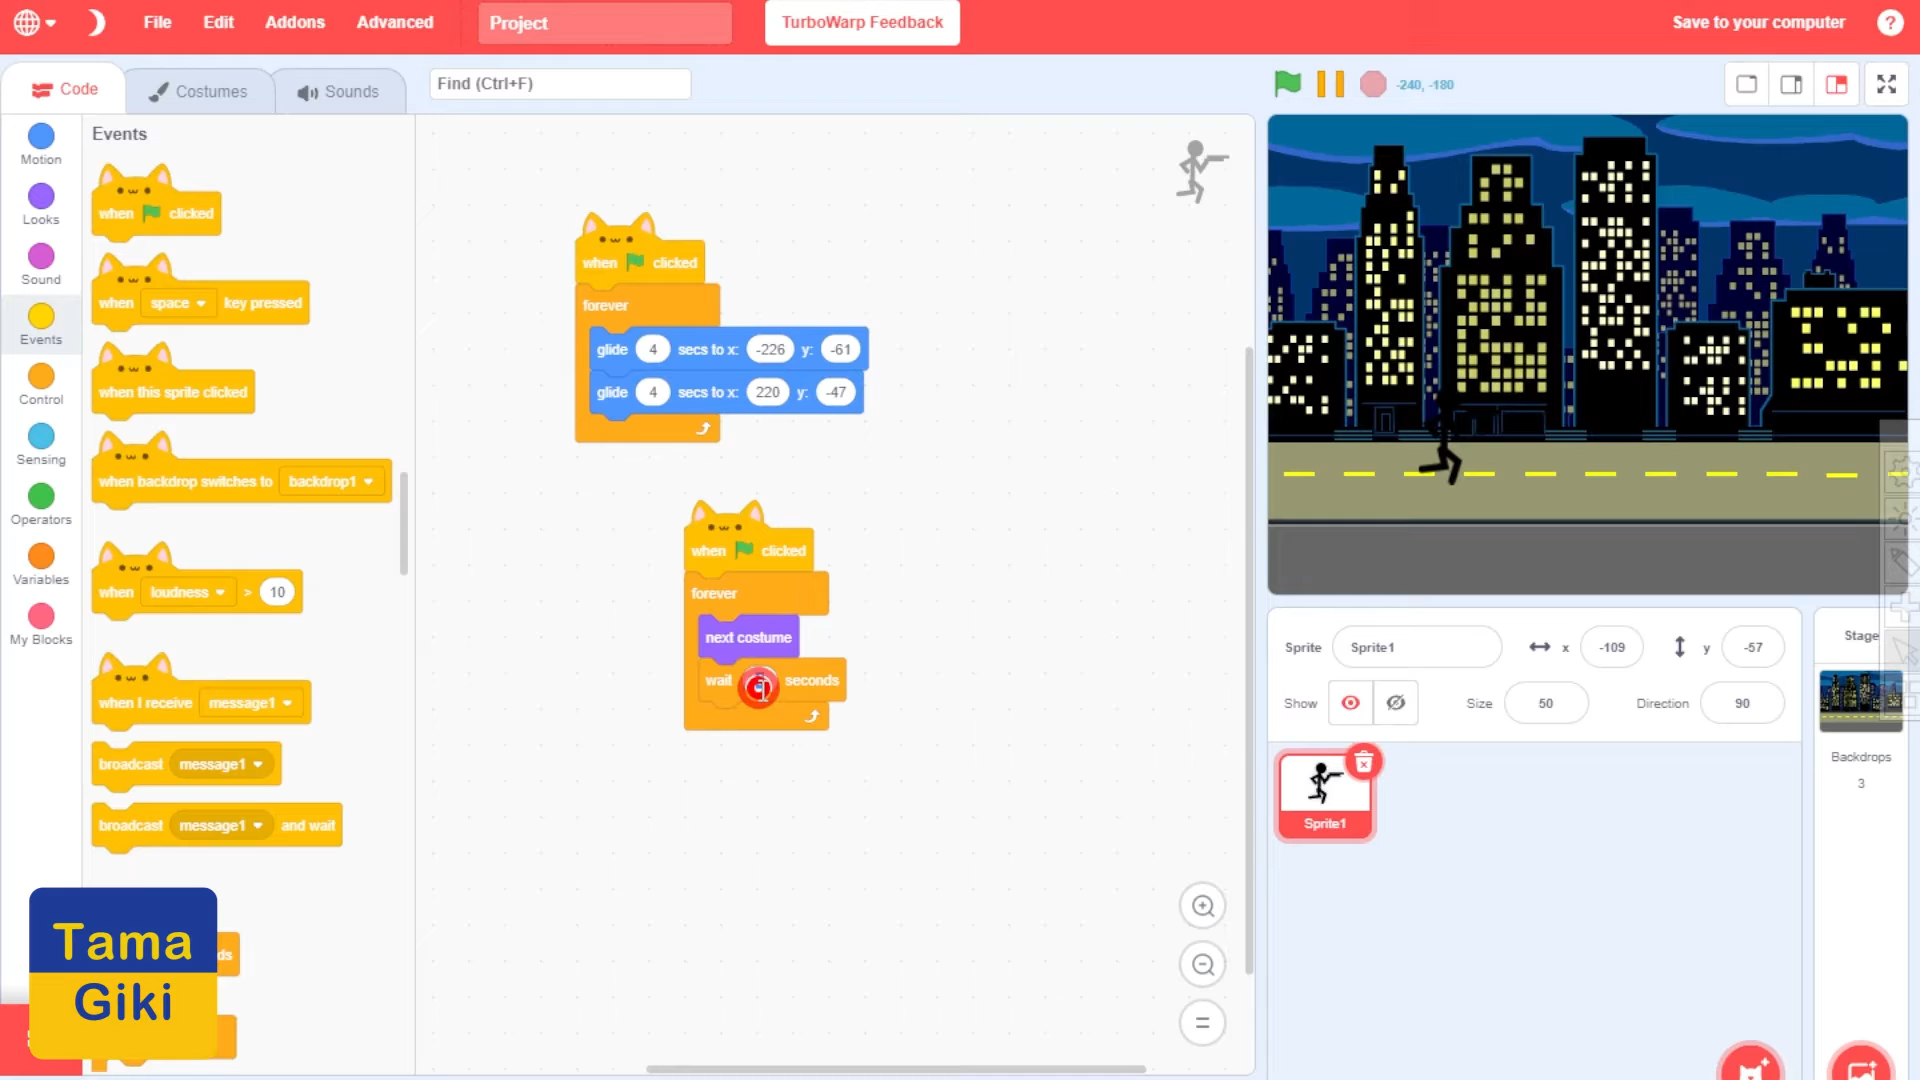 File Edit Addons Advanced Project TurboWarp Feedback Save to your computer ?
Code Costumes Sounds Find (Ctrl+F) -240, -180
Events
Motion
Looks
Sound
Events
Control
Sensing
Operators
Variables
My Blocks
when clicked
when space key pressed
when this sprite clicked
when backdrop switches to backdrop1
when loudness > 10
when I receive message1
broadcast message1
broadcast message1 and wait
ds
when clicked
forever
glide 4 secs to x: -226 y: -61
glide 4 secs to x: 220 y: -47
when clicked
forever
next costume
wait seconds
Sprite Sprite1 x -109 y -57
Show Size 50 Direction 90
Sprite1
Stage
Backdrops
3
Tama
Giki